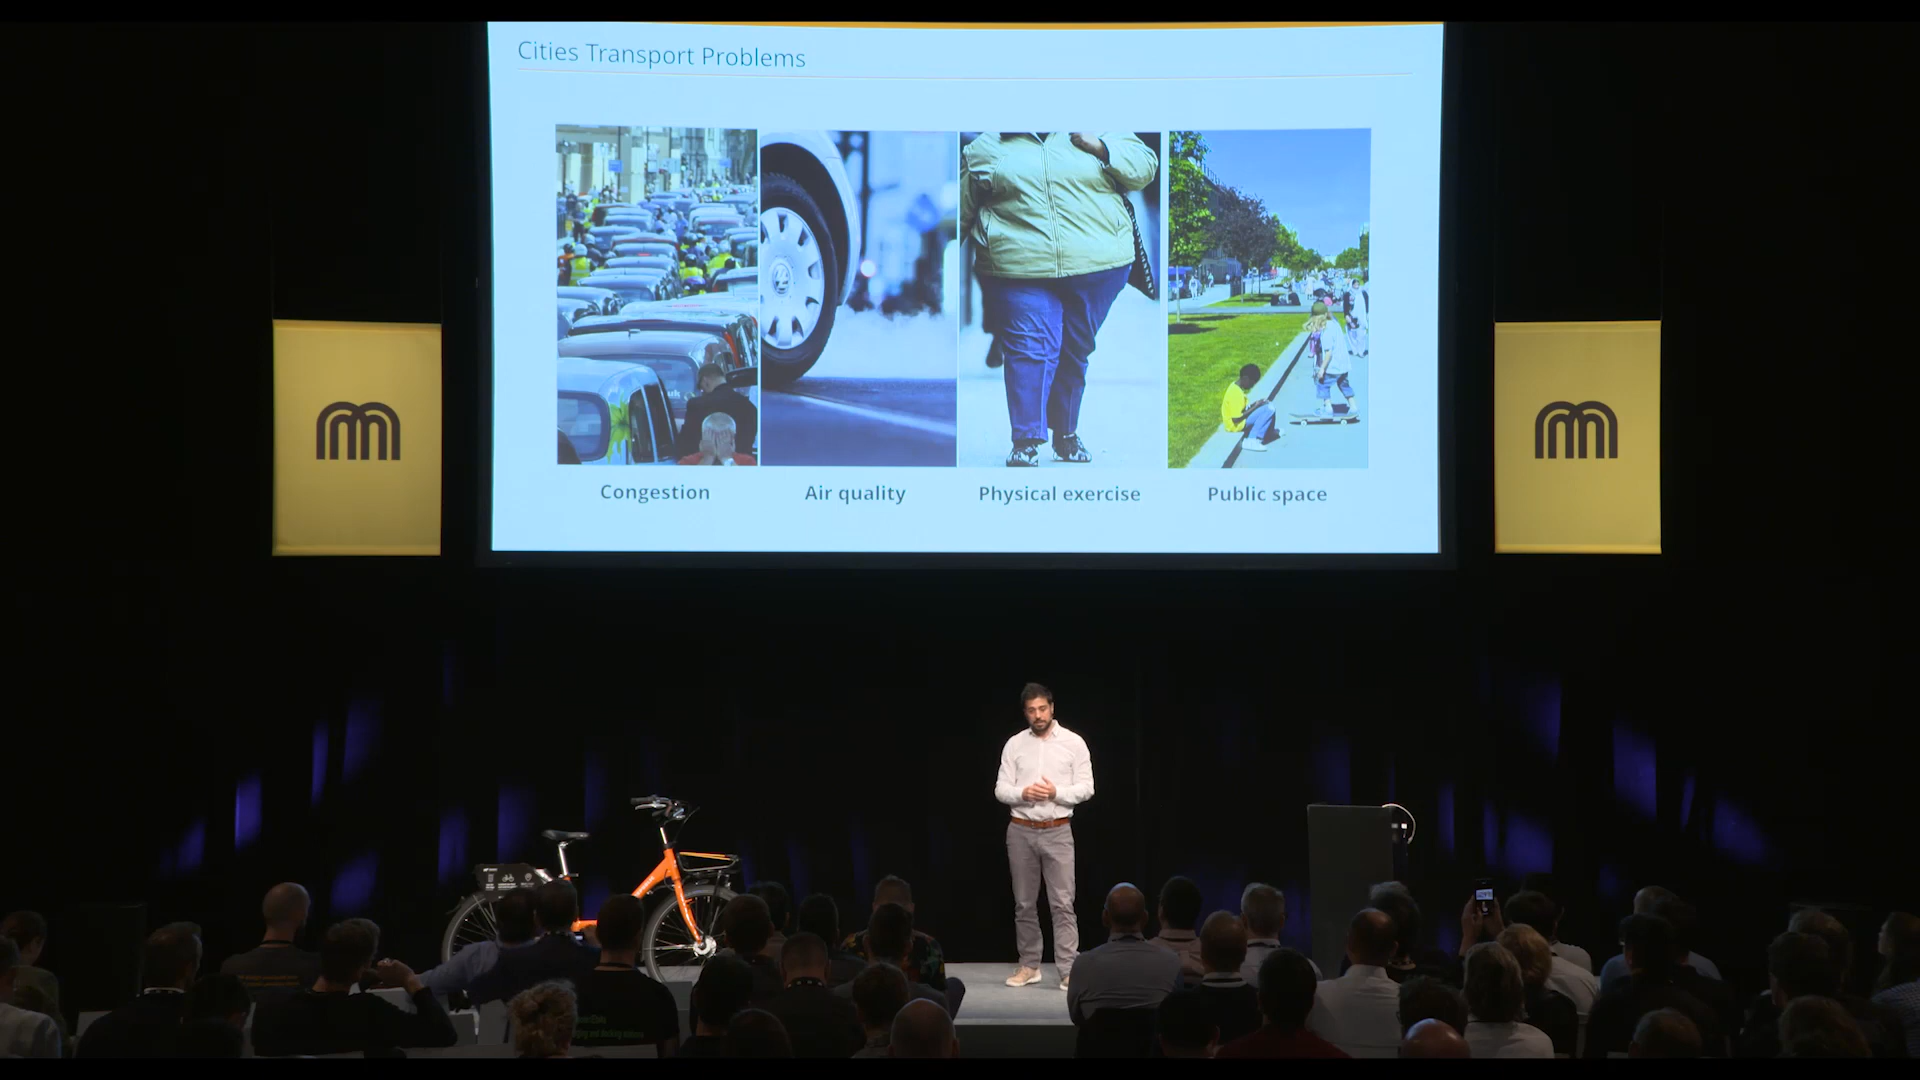 Cities Transport Problems
Congestion
Air quality
Physical exercise
Public space